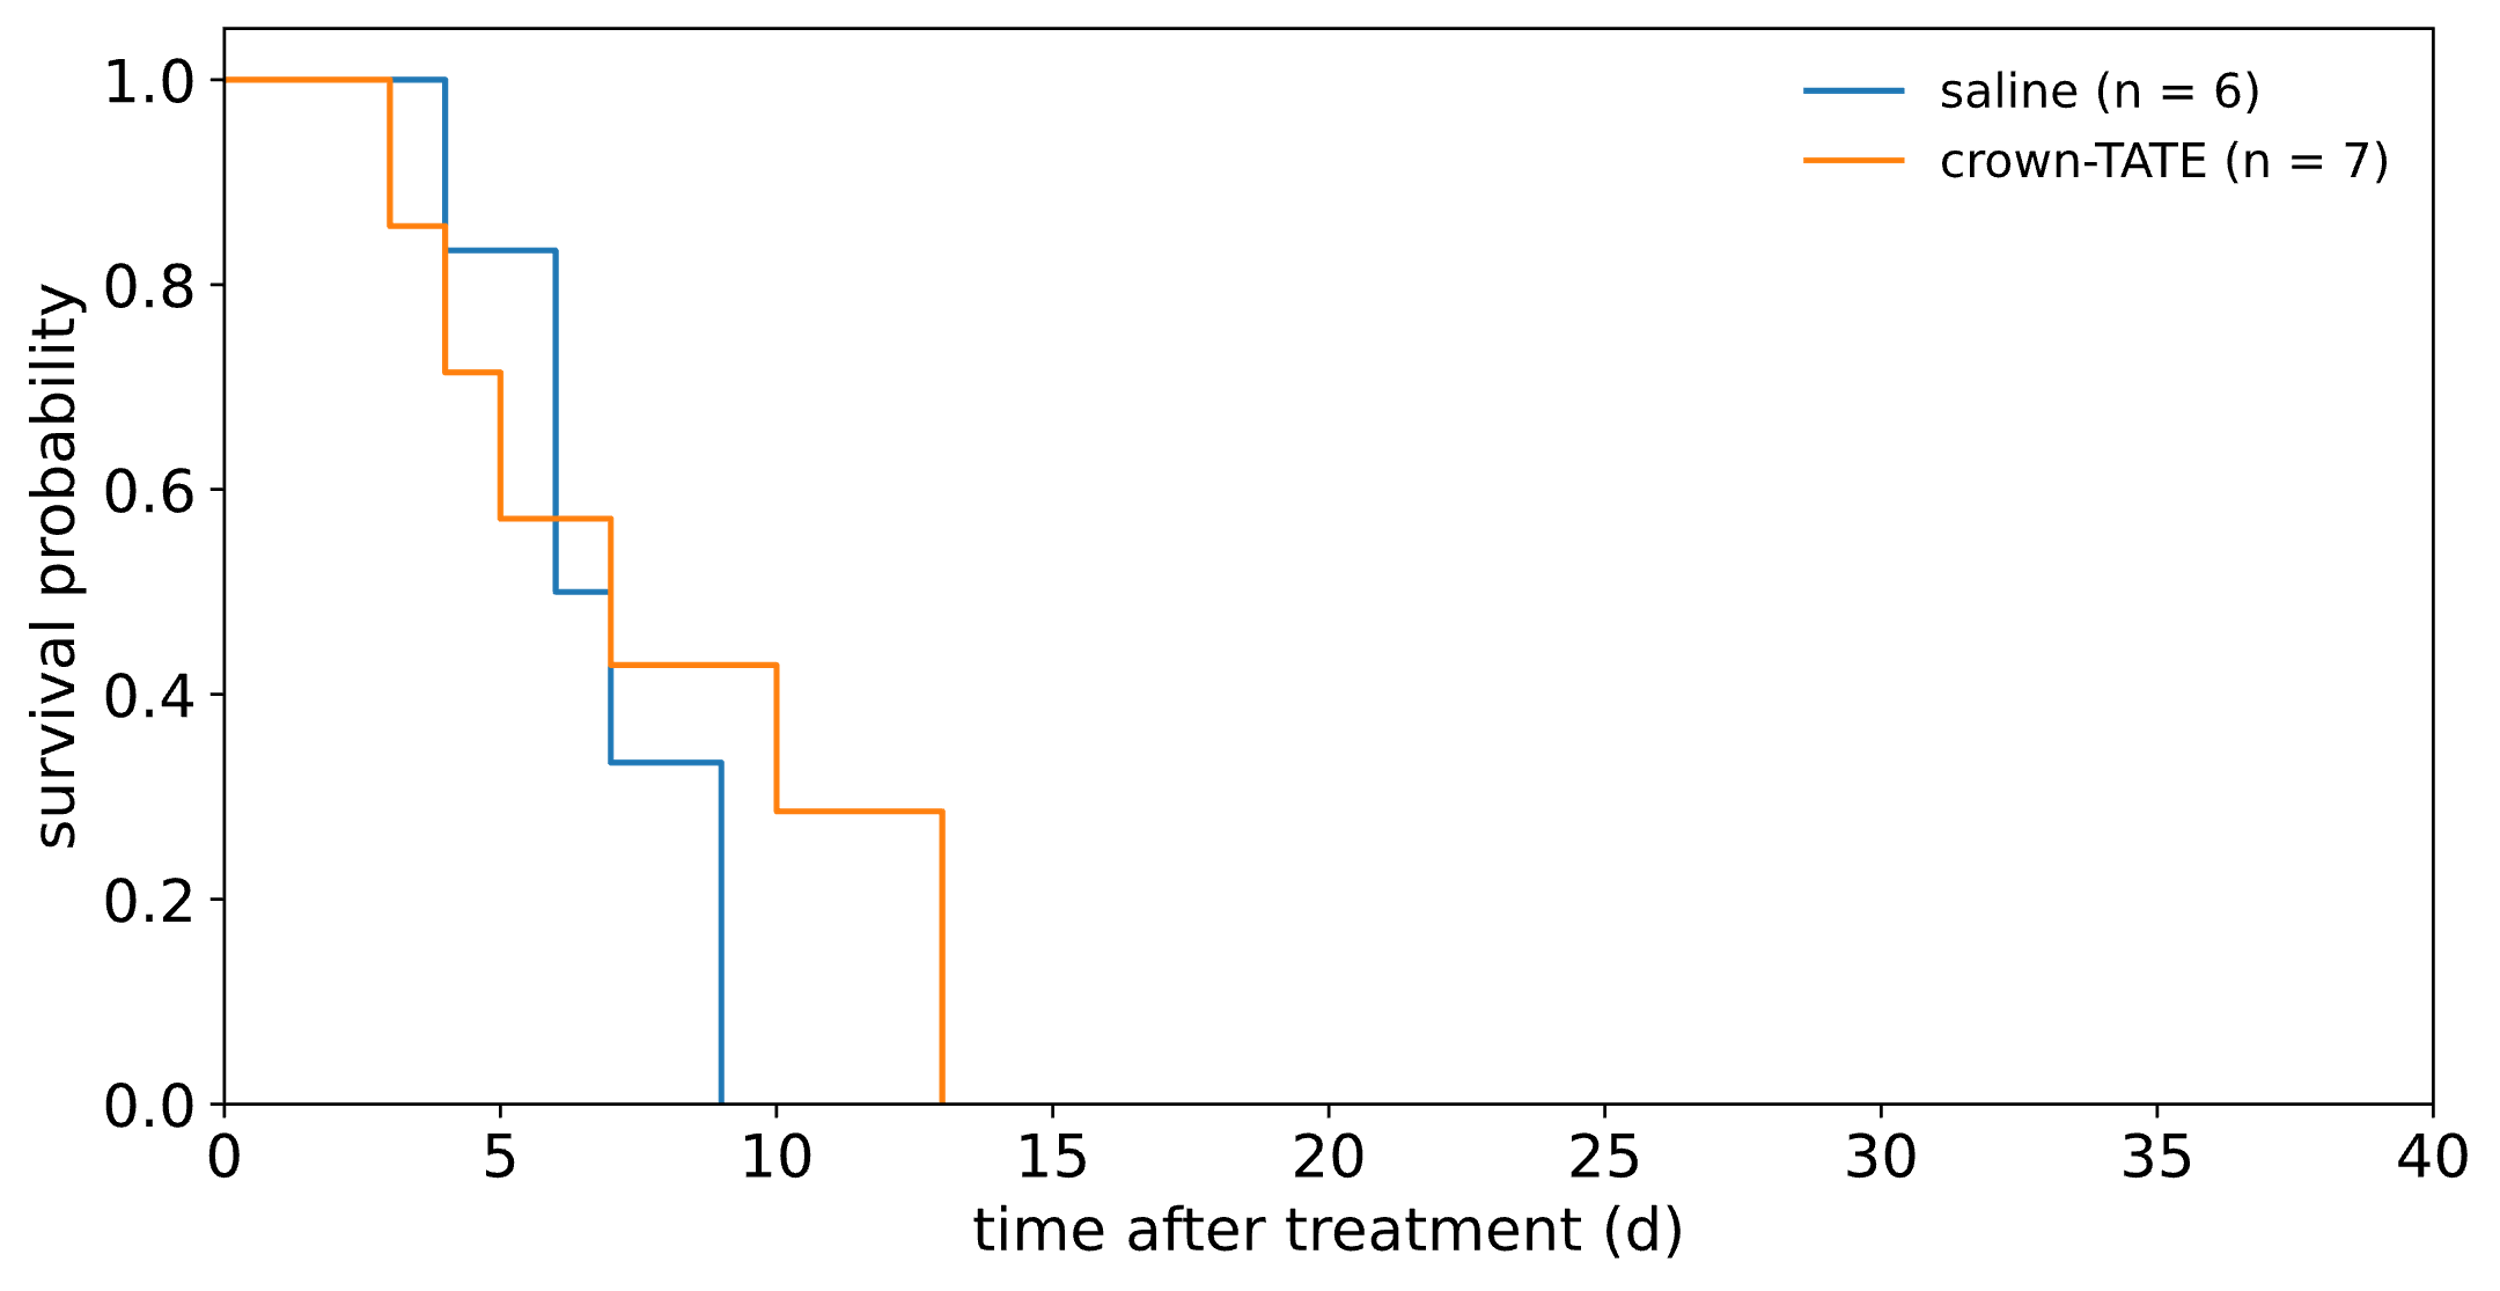 1.0
0.8
0.6
0.4
0.2
0.0
survival probability
saline (n = 6)
crown-TATE (n = 7)
0 5 10 15 20 25 30 35 40
time after treatment (d)